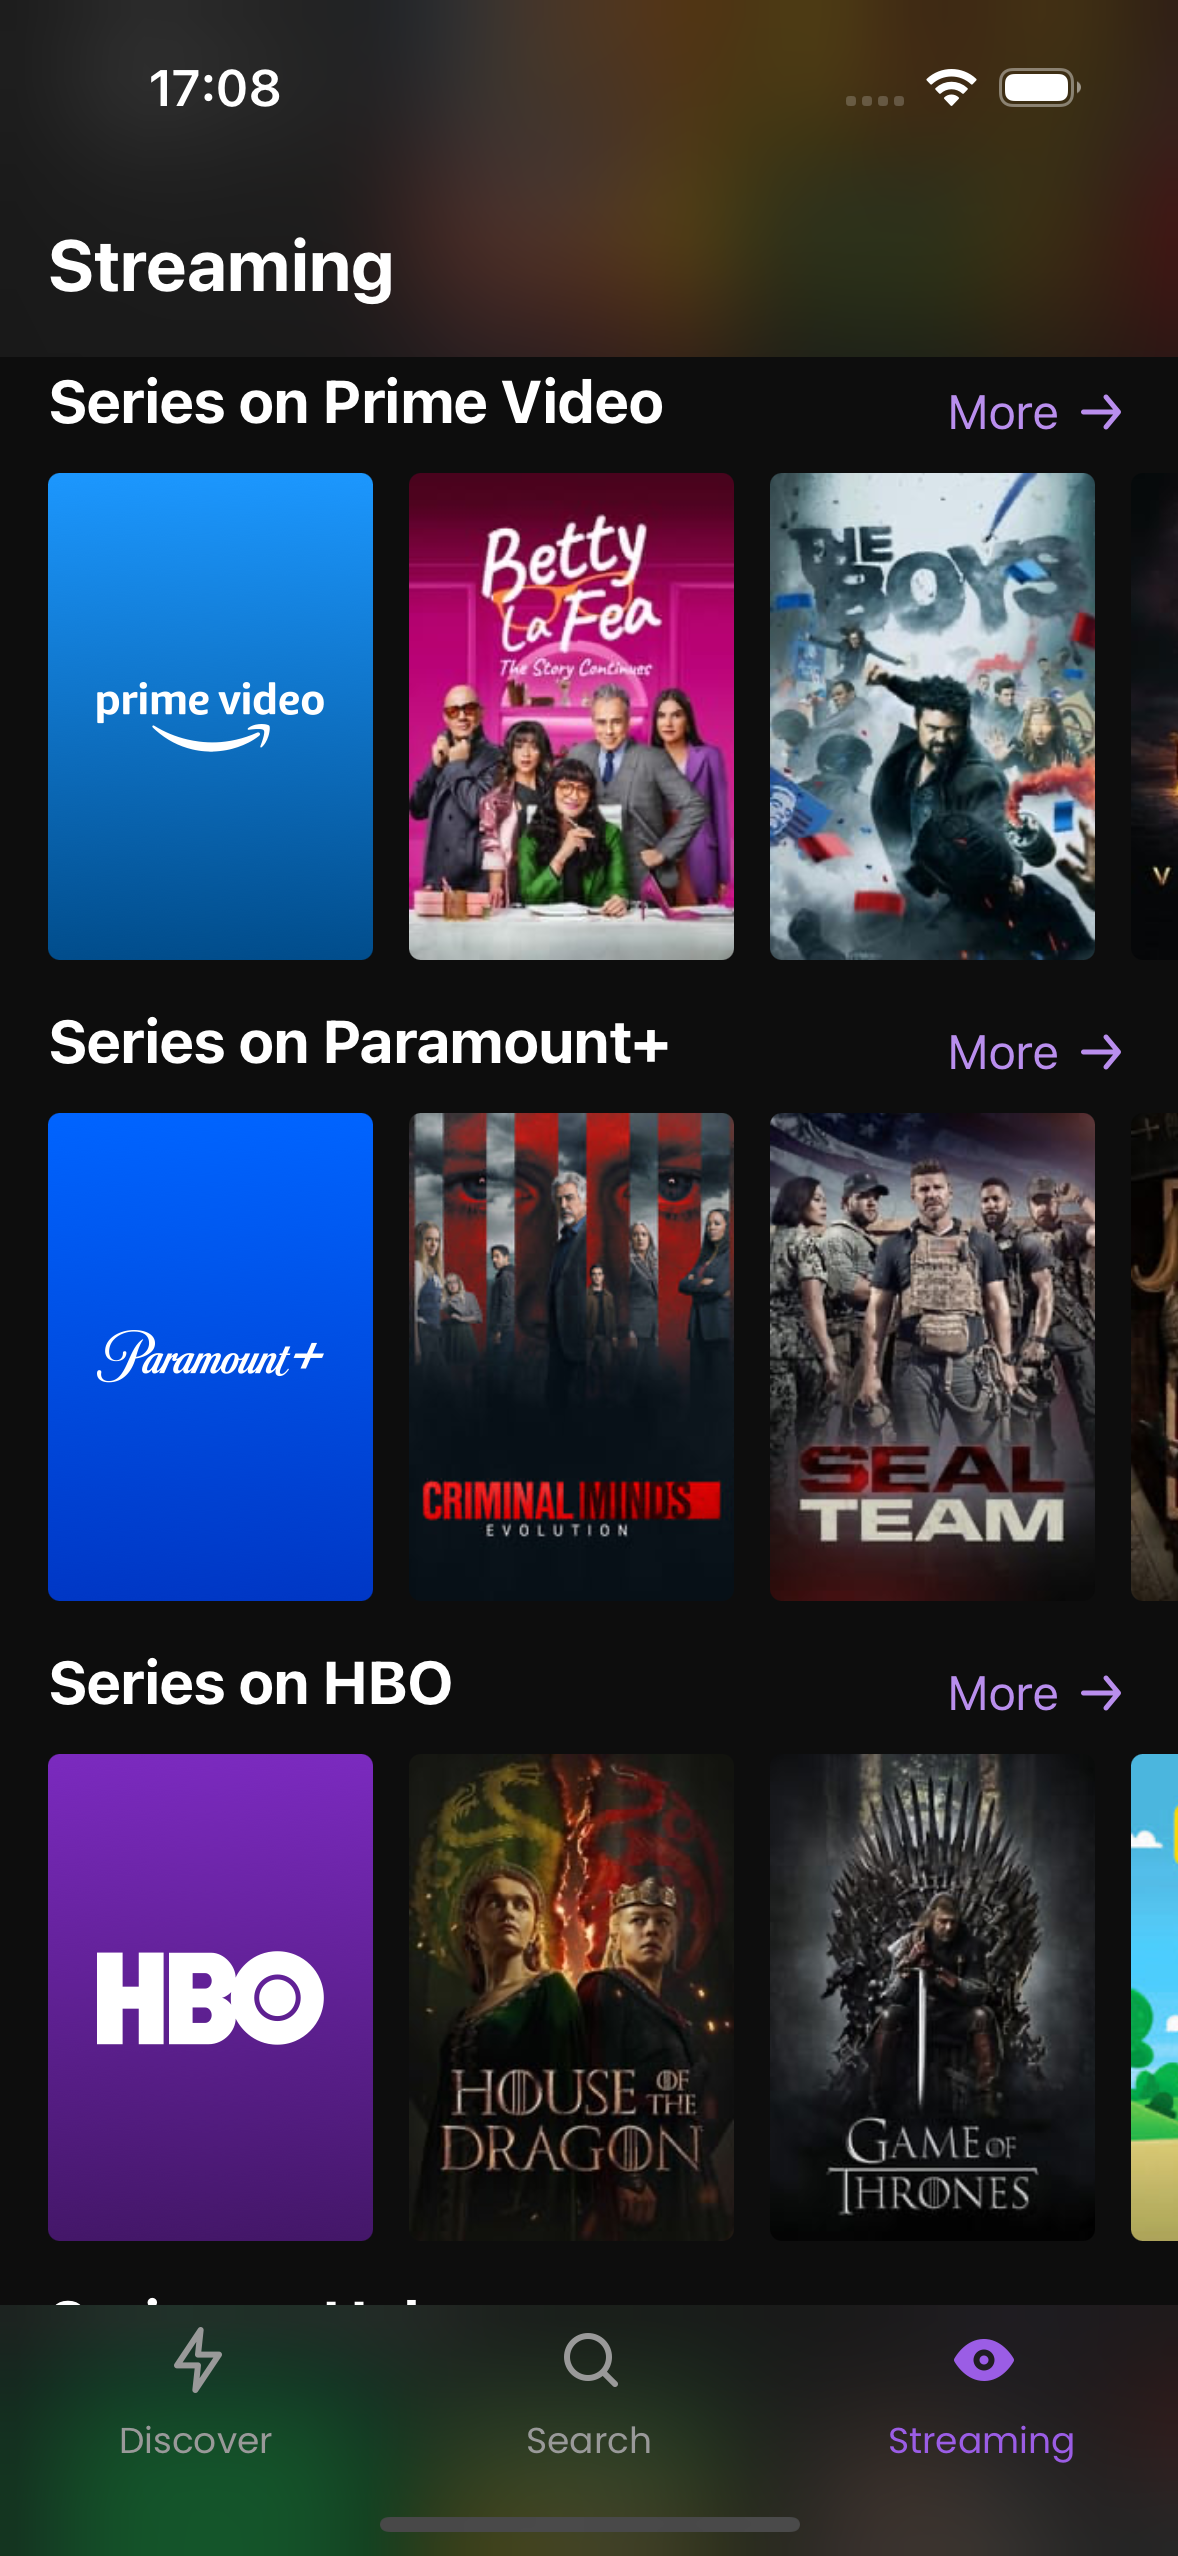 17:08
Streaming
Series on Prime Video
More →
prime video
Betty
La Fea
The Story Continues
THE
BOYS
V
Series on Paramount+
More →
Paramount+
CRIMINAL MINDS
EVOLUTION
SEAL
TEAM
Series on HBO
More →
HBO
HOUSE OF THE
DRAGON
GAME OF
THRONES
Discover
Search
Streaming